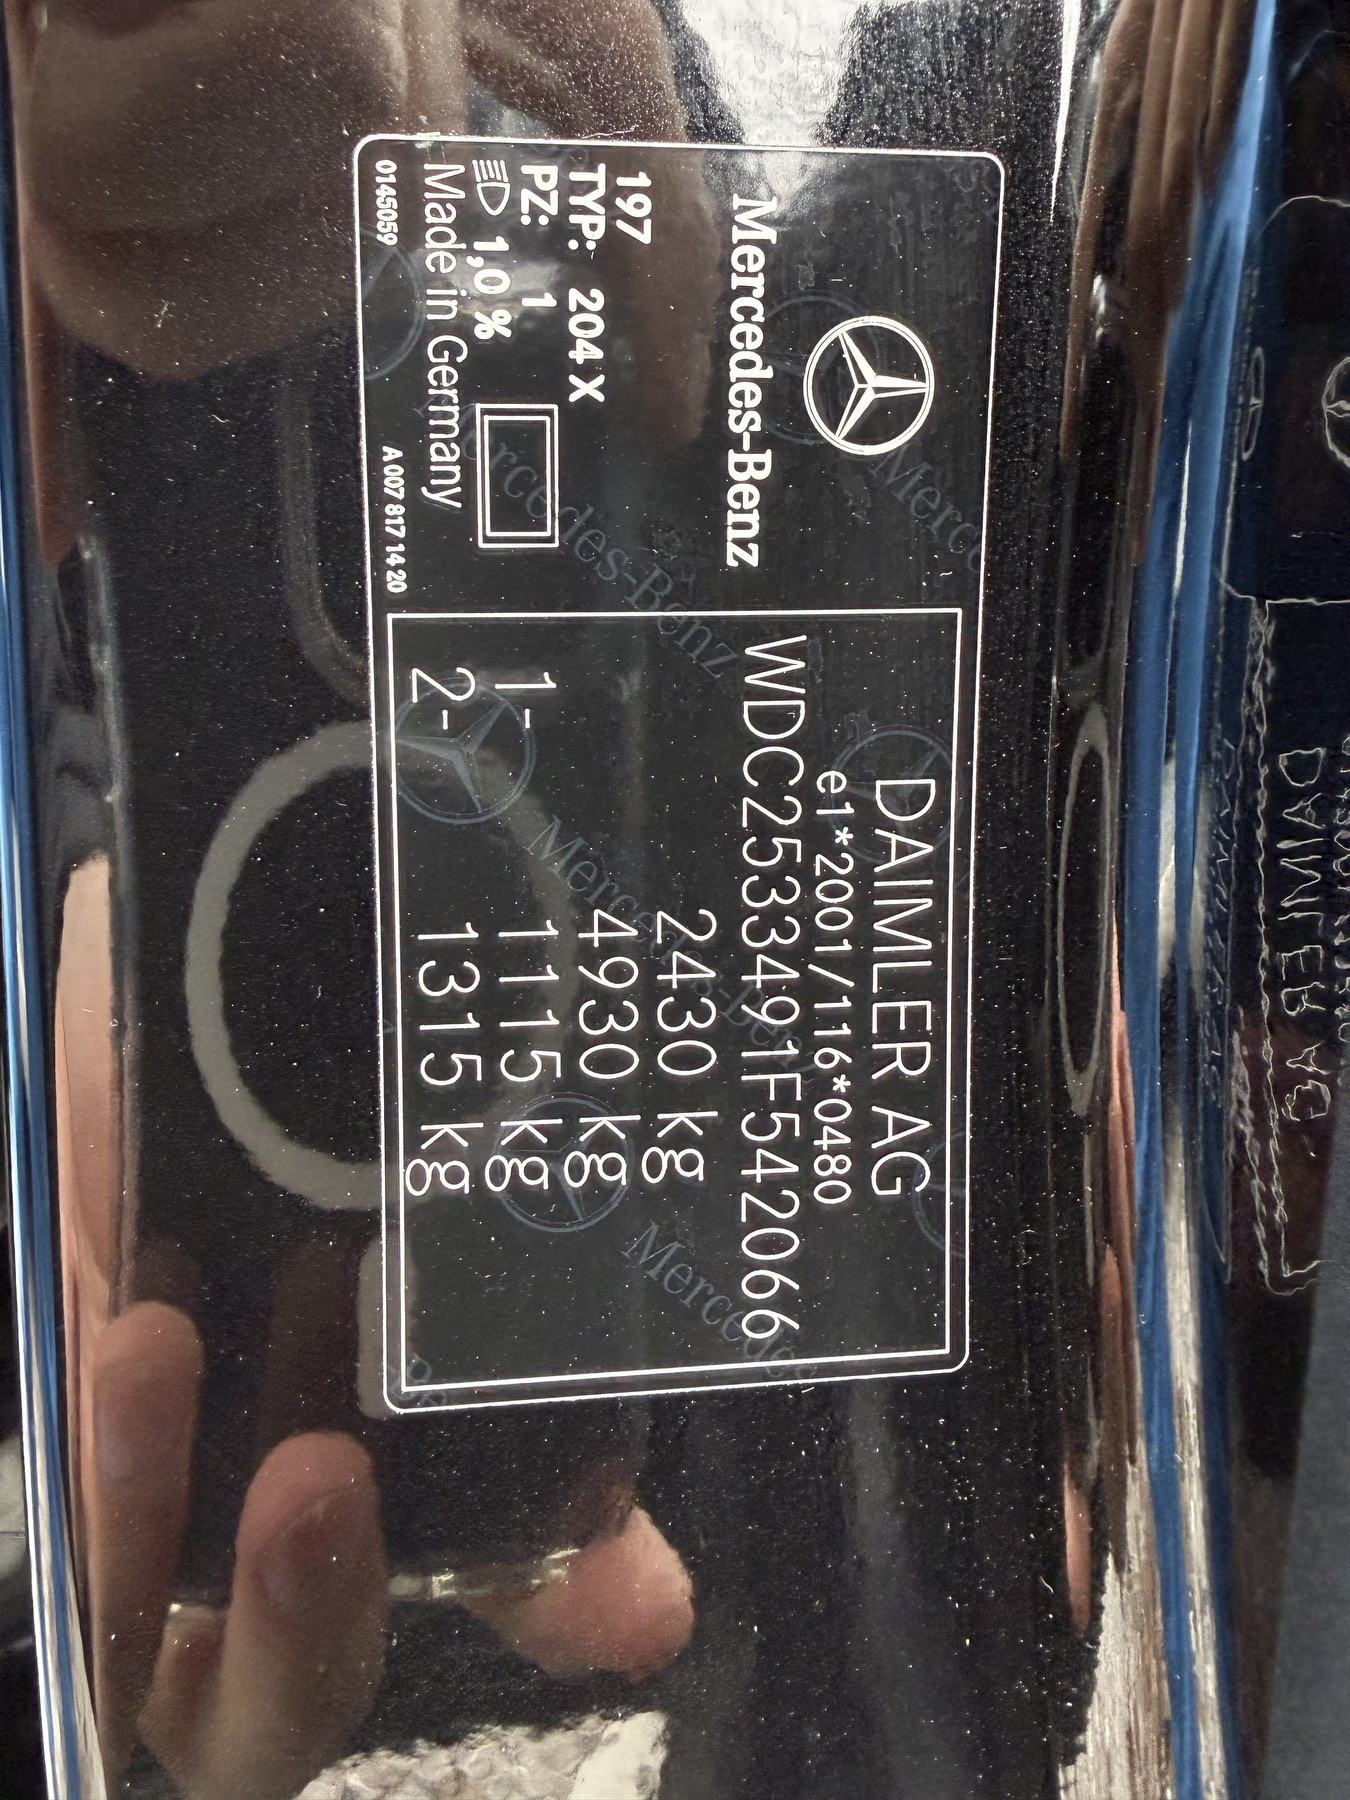 Mercedes-Benz
197
TYP: 204 X
PZ: 1
1,0 %
Made in Germany
0145059
A 007 817 14 20
DAIMLER AG
e1*2001/116*0480
WDC2533491F542066
2430 kg
4930 kg
1- 1115 kg
2- 1315 kg